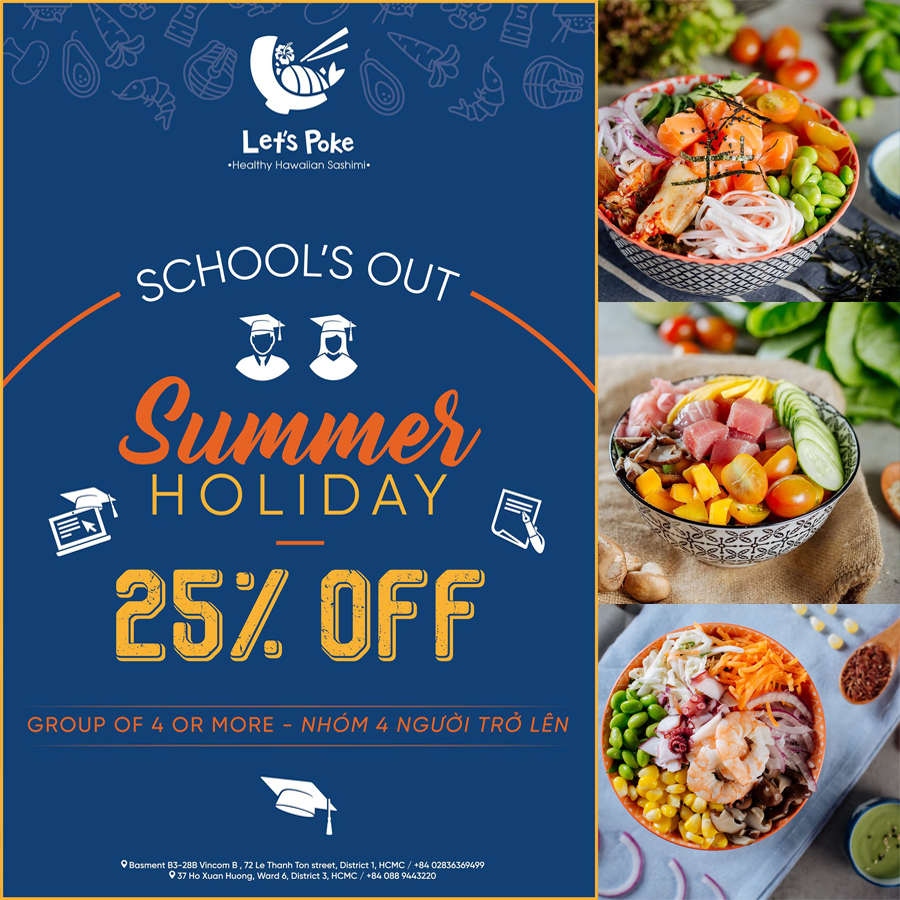 Let's Poke
•Healthy Hawaiian Sashimi•
SCHOOL'S OUT
Summer
HOLIDAY
25% OFF
GROUP OF 4 OR MORE - NHÓM 4 NGƯỜI TRỞ LÊN
Basment B3-28B Vincom B , 72 Le Thanh Ton street, District 1, HCMC / +84 02836369499
37 Ho Xuan Huong, Ward 6, District 3, HCMC / +84 088 9443220